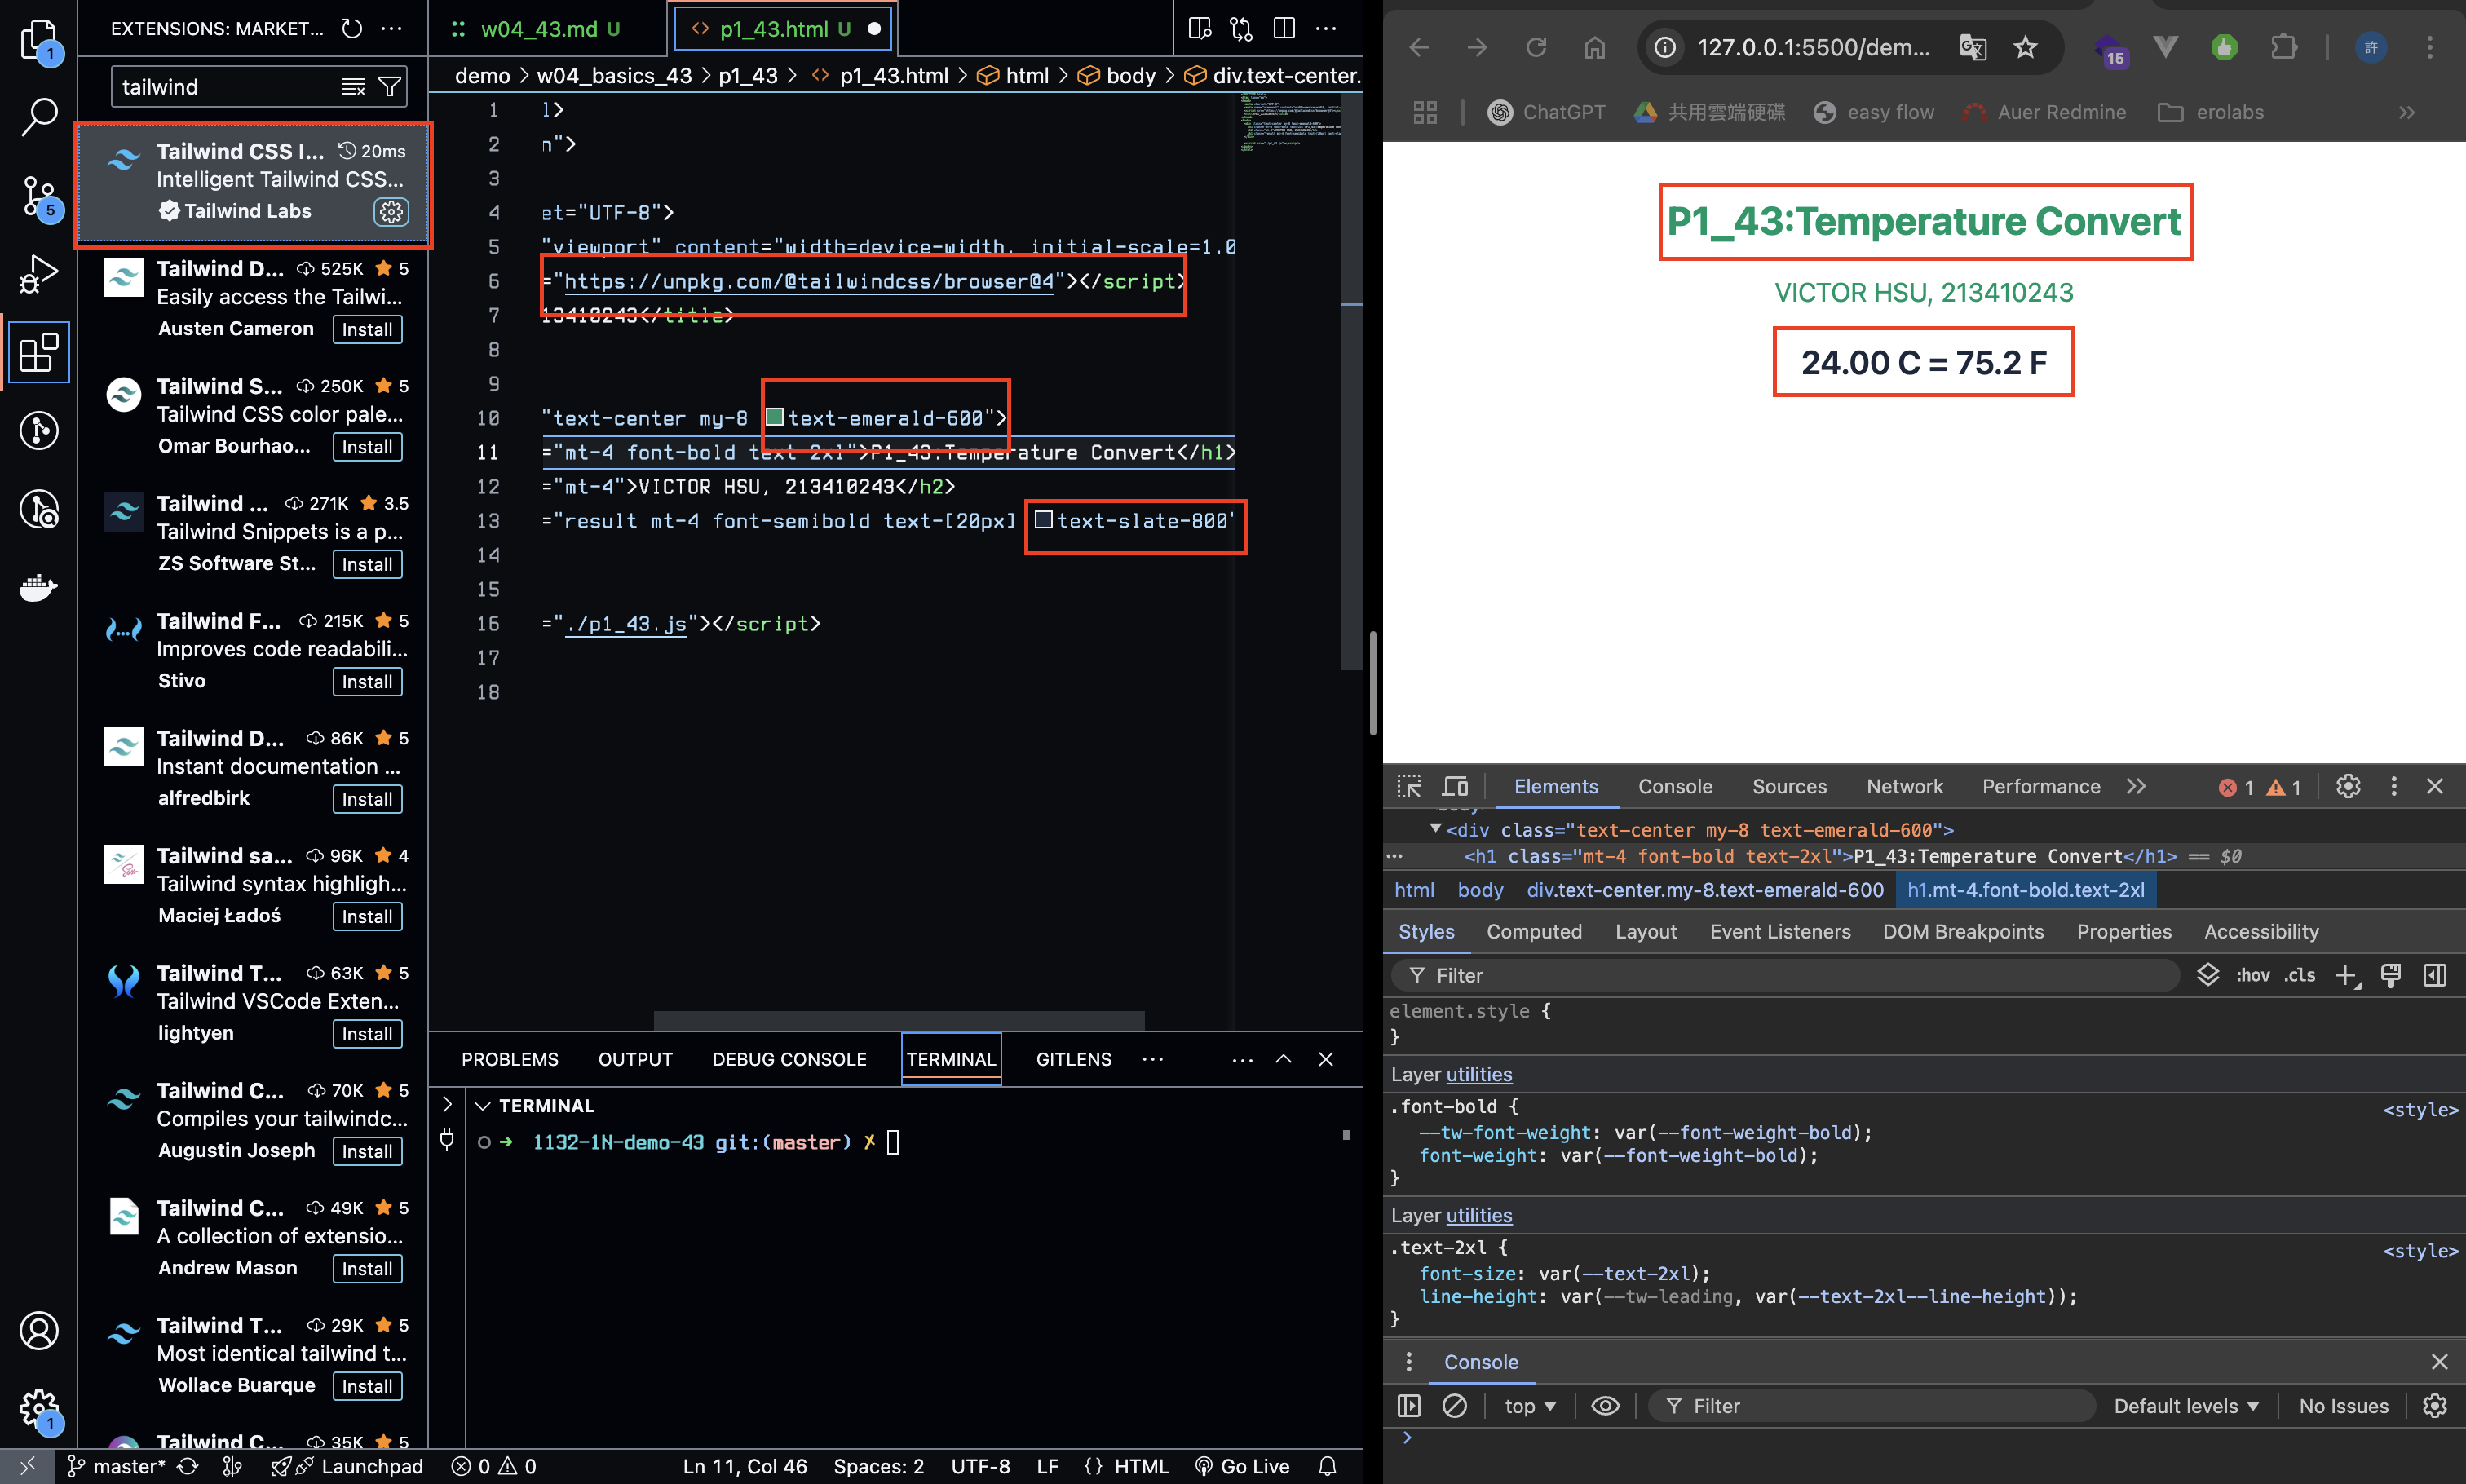 EXTENSIONS: MARKET...
tailwind
Tailwind CSS I... 20ms
Intelligent Tailwind CSS...
Tailwind Labs
Tailwind D... 525K 5
Easily access the Tailwi...
Austen Cameron Install
Tailwind S... 250K 5
Tailwind CSS color pale...
Omar Bourhao... Install
Tailwind ... 271K 3.5
Tailwind Snippets is a p...
ZS Software St... Install
Tailwind F... 215K 5
Improves code readabili...
Stivo Install
Tailwind D... 86K 5
Instant documentation ...
alfredbirk Install
Tailwind sa... 96K 4
Tailwind syntax highligh...
Maciej Ładoś Install
Tailwind T... 63K 5
Tailwind VSCode Exten...
lightyen Install
Tailwind C... 70K 5
Compiles your tailwindc...
Augustin Joseph Install
Tailwind C... 49K 5
A collection of extensio...
Andrew Mason Install
Tailwind T... 29K 5
Most identical tailwind t...
Wollace Buarque Install
Tailwind C... 35K 5
1
5
1
w04_43.md U
p1_43.html U
demo > w04_basics_43 > p1_43 > p1_43.html > html > body > div.text-center.
1 l>
2 n">
3
4 et="UTF-8">
5 "viewport" content="width=device-width, initial-scale=1.0
6 ="https://unpkg.com/@tailwindcss/browser@4"></script>
7 13410243</title>
8
9
10 "text-center my-8 text-emerald-600">
11 ="mt-4 font-bold text-2xl">P1_43:Temperature Convert</h1>
12 ="mt-4">VICTOR HSU, 213410243</h2>
13 ="result mt-4 font-semibold text-[20px] text-slate-800"
14
15
16 ="./p1_43.js"></script>
17
18
PROBLEMS OUTPUT DEBUG CONSOLE TERMINAL GITLENS ...
TERMINAL
1132-1N-demo-43 git:(master) ✗
master* Launchpad 0 0 Ln 11, Col 46 Spaces: 2 UTF-8 LF {} HTML Go Live
127.0.0.1:5500/dem...
15
許
ChatGPT 共用雲端硬碟 easy flow Auer Redmine erolabs
P1_43:Temperature Convert
VICTOR HSU, 213410243
24.00 C = 75.2 F
Elements Console Sources Network Performance 1 1
body
<div class="text-center my-8 text-emerald-600">
<h1 class="mt-4 font-bold text-2xl">P1_43:Temperature Convert</h1> == $0
html body div.text-center.my-8.text-emerald-600 h1.mt-4.font-bold.text-2xl
Styles Computed Layout Event Listeners DOM Breakpoints Properties Accessibility
Filter :hov .cls
element.style {
}
Layer utilities
.font-bold { <style>
--tw-font-weight: var(--font-weight-bold);
font-weight: var(--font-weight-bold);
}
Layer utilities
.text-2xl { <style>
font-size: var(--text-2xl);
line-height: var(--tw-leading, var(--text-2xl--line-height));
}
Console
top Filter Default levels No Issues